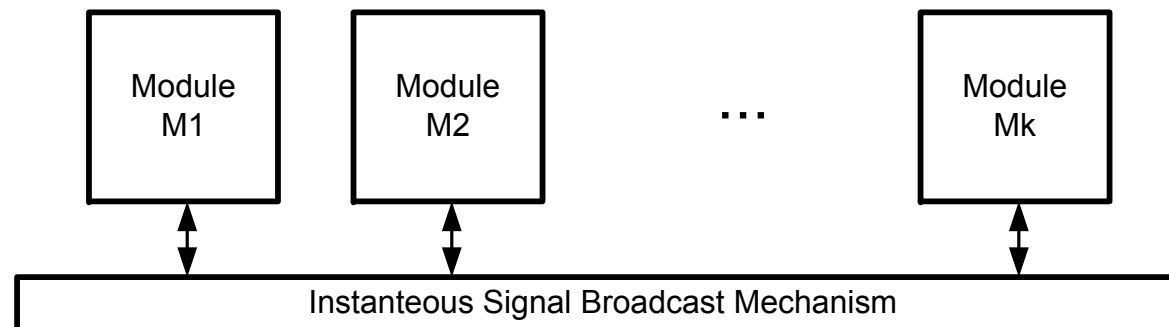 Module
M1
Module
M2
...
Module
Mk
Instanteous Signal Broadcast Mechanism